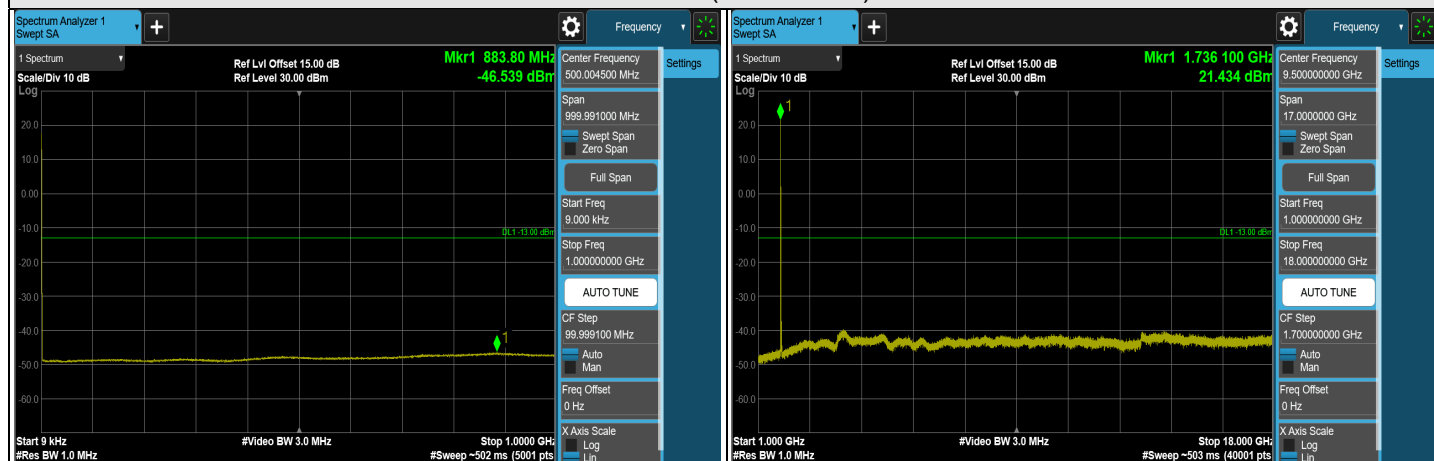 Spectrum Analyzer 1
Swept SA
+
Frequency
1 Spectrum
Scale/Div 10 dB
Log
Ref Lvl Offset 15.00 dB
Ref Level 30.00 dBm
Mkr1 883.80 MHz
-46.539 dBm
1
20.0
10.0
0.00
-10.0
-20.0
-30.0
-40.0
-50.0
-60.0
DL1 -13.00 dBm
Start 9 kHz
#Res BW 1.0 MHz
#Video BW 3.0 MHz
Stop 1.0000 GHz
#Sweep ~502 ms (5001 pts
Center Frequency
500.004500 MHz
Settings
Span
999.991000 MHz
Swept Span
Zero Span
Full Span
Start Freq
9.000 kHz
Stop Freq
1.000000000 GHz
AUTO TUNE
CF Step
99.999100 MHz
Auto
Man
Freq Offset
0 Hz
X Axis Scale
Log
Lin
Spectrum Analyzer 1
Swept SA
+
Frequency
1 Spectrum
Scale/Div 10 dB
Log
Ref Lvl Offset 15.00 dB
Ref Level 30.00 dBm
Mkr1 1.736 100 GHz
21.434 dBm
1
20.0
10.0
0.00
-10.0
-20.0
-30.0
-40.0
-50.0
-60.0
DL1 -13.00 dBm
Start 1.000 GHz
#Res BW 1.0 MHz
#Video BW 3.0 MHz
Stop 18.000 GHz
#Sweep ~503 ms (40001 pts
Center Frequency
9.500000000 GHz
Settings
Span
17.0000000 GHz
Swept Span
Zero Span
Full Span
Start Freq
1.000000000 GHz
Stop Freq
18.000000000 GHz
AUTO TUNE
CF Step
1.700000000 GHz
Auto
Man
Freq Offset
0 Hz
X Axis Scale
Log
Lin